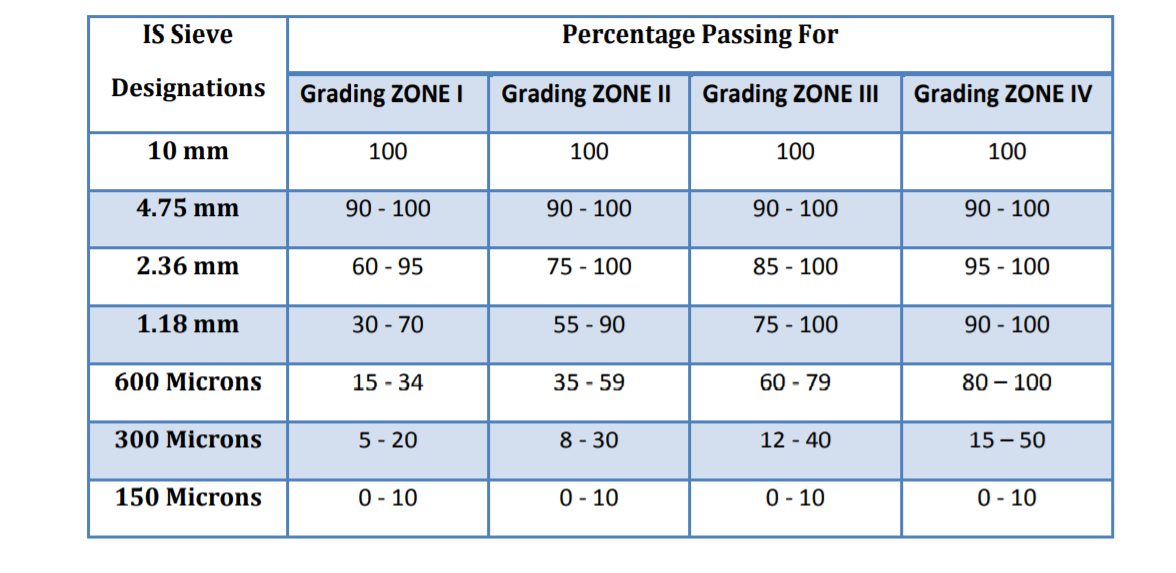 IS Sieve Designations | Percentage Passing For
Grading ZONE I | Grading ZONE II | Grading ZONE III | Grading ZONE IV
10 mm | 100 | 100 | 100 | 100
4.75 mm | 90 - 100 | 90 - 100 | 90 - 100 | 90 - 100
2.36 mm | 60 - 95 | 75 - 100 | 85 - 100 | 95 - 100
1.18 mm | 30 - 70 | 55 - 90 | 75 - 100 | 90 - 100
600 Microns | 15 - 34 | 35 - 59 | 60 - 79 | 80 – 100
300 Microns | 5 - 20 | 8 - 30 | 12 - 40 | 15 – 50
150 Microns | 0 - 10 | 0 - 10 | 0 - 10 | 0 - 10